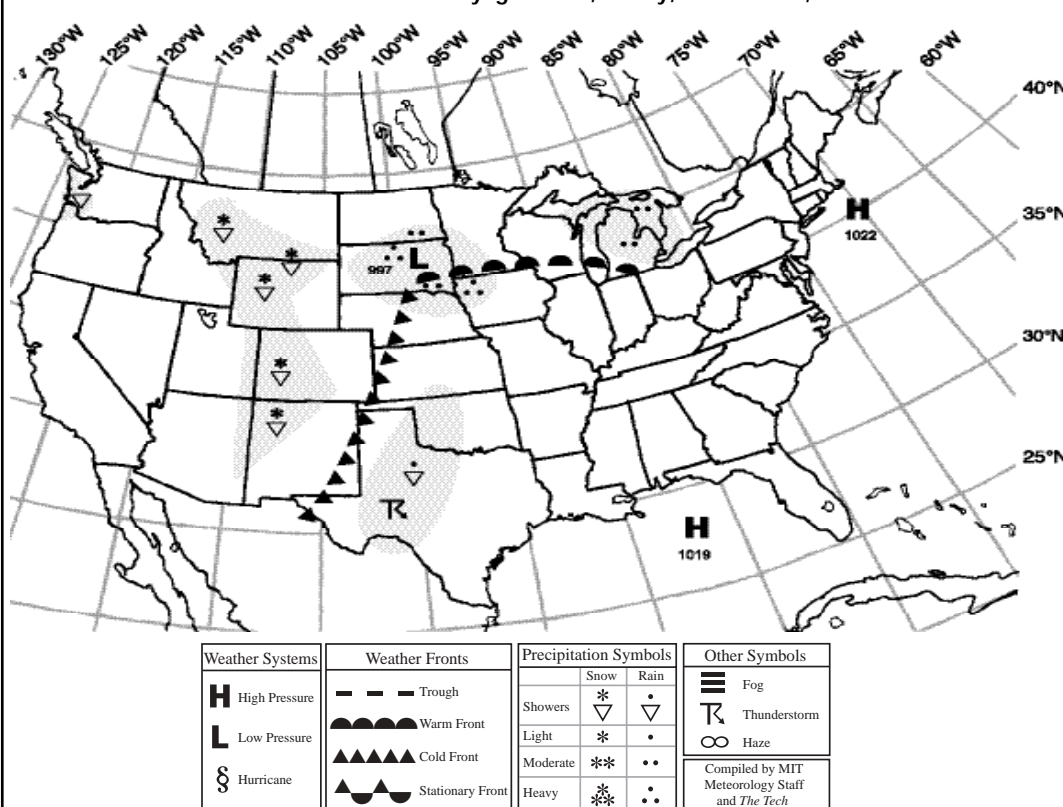 130°W 125°W 120°W 115°W 110°W 105°W 100°W 95°W 90°W 85°W 80°W 75°W 70°W 65°W 60°W
40°N
35°N
30°N
25°N
H
1022
L
997
H
1019
Weather Systems
H High Pressure
L Low Pressure
§ Hurricane
Weather Fronts
Trough
Warm Front
Cold Front
Stationary Front
Precipitation Symbols
Snow Rain
Showers
Light
Moderate
Heavy
Other Symbols
Fog
Thunderstorm
Haze
Compiled by MIT
Meteorology Staff
and The Tech